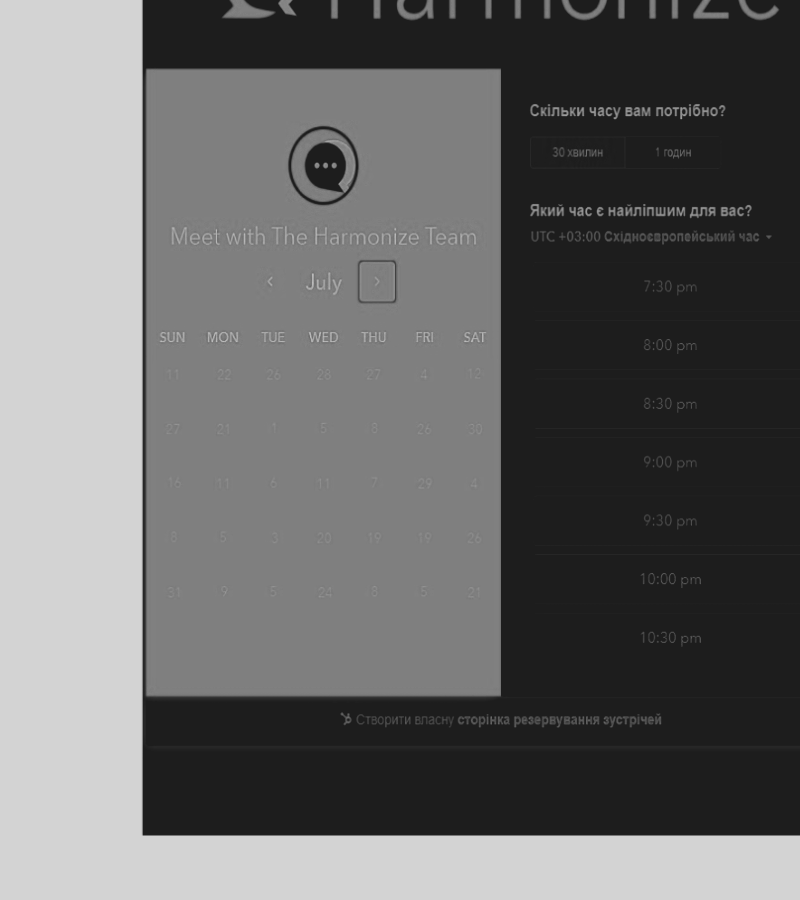 Harmonize
Meet with The Harmonize Team
July
SUN MON TUE WED THU FRI SAT
11 22 26 28 27 4 12
27 21 1 5 8 26 30
16 11 6 11 7 29 4
5 3 20 19 19 26
31 9 5 24 8 5 21
Скільки часу вам потрібно?
30 хвилин 1 годин
Який час є найліпшим для вас?
UTC +03:00 Східноєвропейський час
7:30 pm
8:00 pm
8:30 pm
9:00 pm
9:30 pm
10:00 pm
10:30 pm
Створити власну сторінка резервування зустрічей